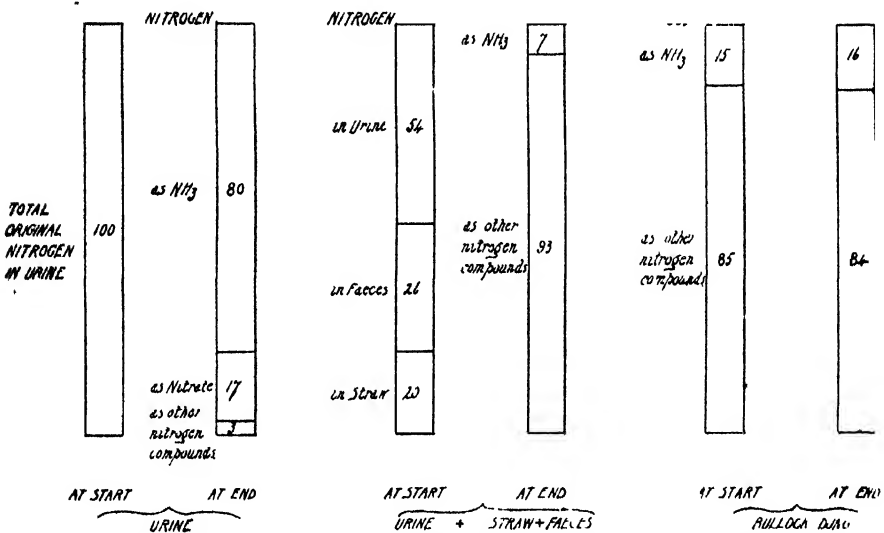 NITROGEN
TOTAL
ORIGINAL
NITROGEN
IN URINE
100
as NH3
80
as Nitrate
17
as other
nitrogen
compounds
3
AT START
AT END
URINE
NITROGEN
in Urine
54
in Faeces
26
in Straw
20
as NH3
7
as other
nitrogen
compounds
93
AT START
AT END
URINE + STRAW+FAECES
as NH3
15
16
as other
nitrogen
compounds
85
84
AT START
AT END
BULLOCK DUNG